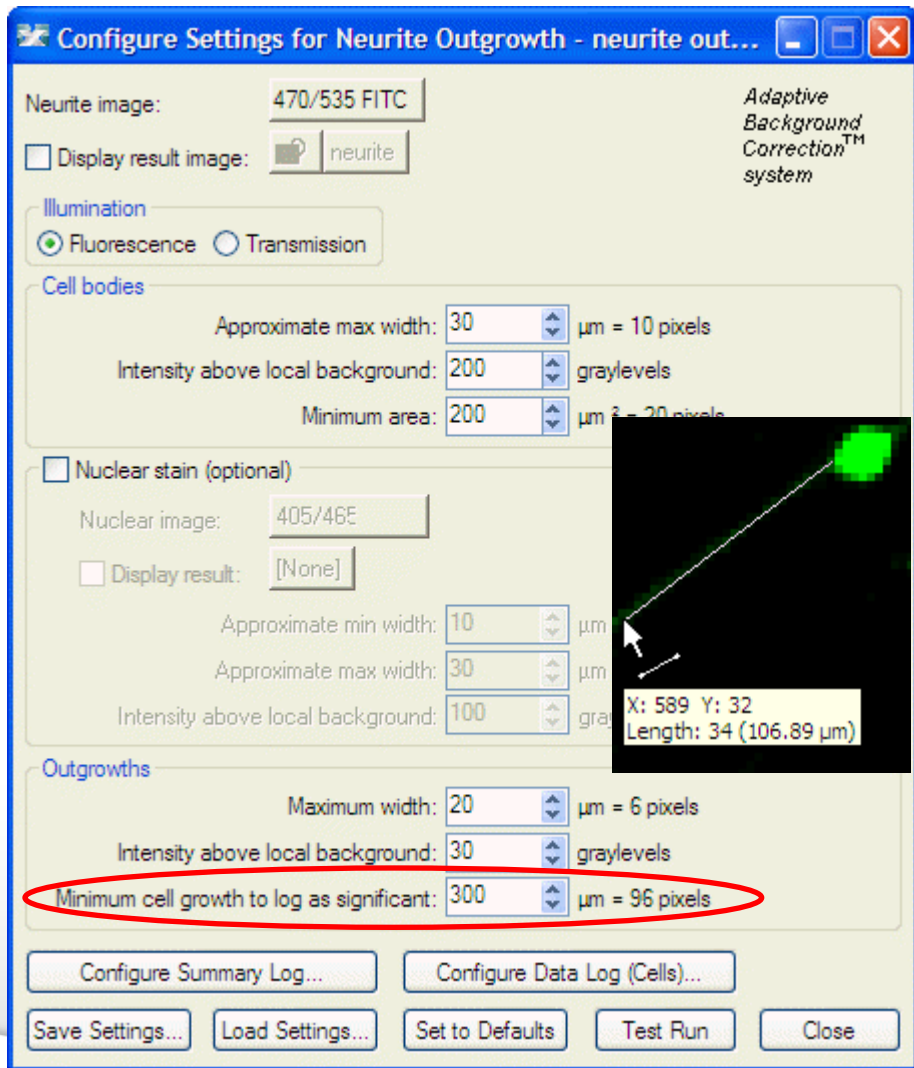 Configure Settings for Neurite Outgrowth - neurite out...
Neurite image: 470/535 FITC
Adaptive
Background
Correction™
system
Display result image: neurite
Illumination
Fluorescence Transmission
Cell bodies
Approximate max width: 30 µm = 10 pixels
Intensity above local background: 200 graylevels
Minimum area: 200 µm² = 20 pixels
Nuclear stain (optional)
Nuclear image: 405/465
Display result: [None]
Approximate min width: 10 µm
Approximate max width: 30 µm
Intensity above local background: 100 gra
X: 589 Y: 32
Length: 34 (106.89 µm)
Outgrowths
Maximum width: 20 µm = 6 pixels
Intensity above local background: 30 graylevels
Minimum cell growth to log as significant: 300 µm = 96 pixels
Configure Summary Log... Configure Data Log (Cells)...
Save Settings... Load Settings... Set to Defaults Test Run Close